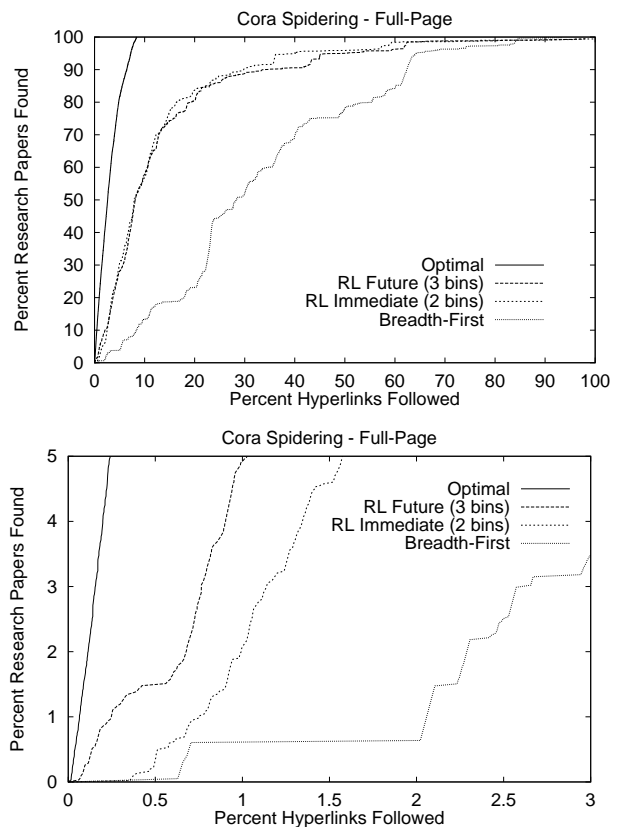 Cora Spidering - Full-Page
Percent Research Papers Found
100
90
80
70
60
50
40
30
20
10
0
Optimal
RL Future (3 bins)
RL Immediate (2 bins)
Breadth-First
0 10 20 30 40 50 60 70 80 90 100
Percent Hyperlinks Followed
Cora Spidering - Full-Page
Percent Research Papers Found
5
4
3
2
1
0
Optimal
RL Future (3 bins)
RL Immediate (2 bins)
Breadth-First
0 0.5 1 1.5 2 2.5 3
Percent Hyperlinks Followed